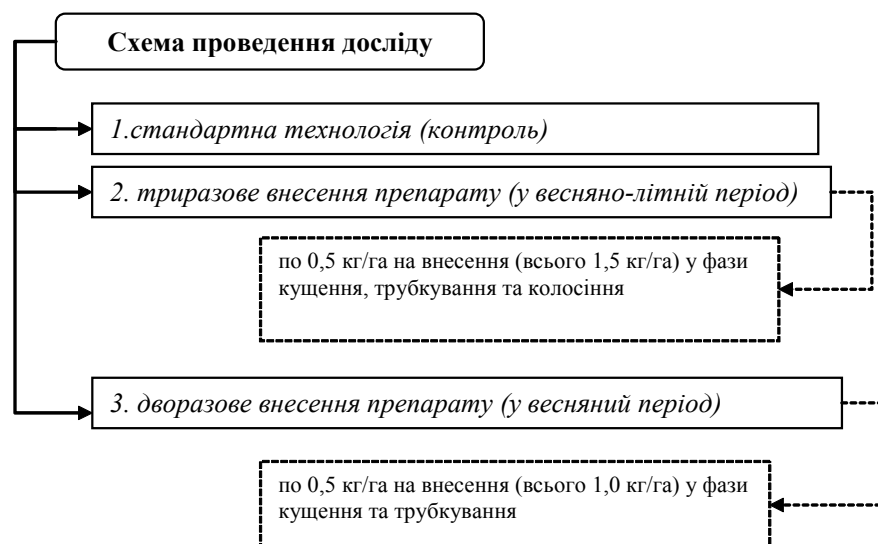 Схема проведення досліду
1.стандартна технологія (контроль)
2. триразове внесення препарату (у весняно-літній період)
по 0,5 кг/га на внесення (всього 1,5 кг/га) у фази
кущення, трубкування та колосіння
3. дворазове внесення препарату (у весняний період)
по 0,5 кг/га на внесення (всього 1,0 кг/га) у фази
кущення та трубкування